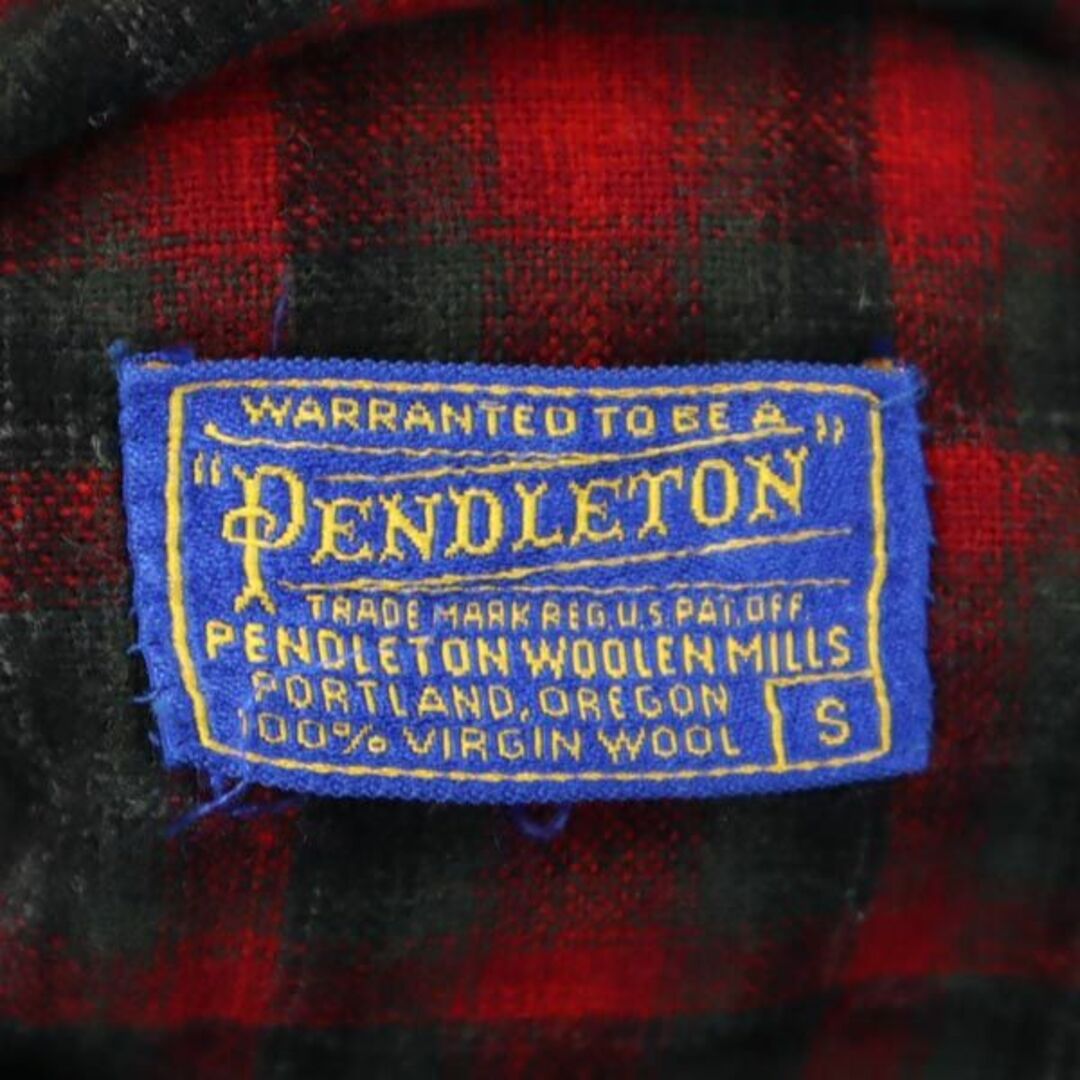 WARRANTED TO BE A
"PENDLETON"
TRADE MARK REG. U.S. PAT. OFF.
PENDLETON WOOLEN MILLS
PORTLAND, OREGON
100% VIRGIN WOOL
S